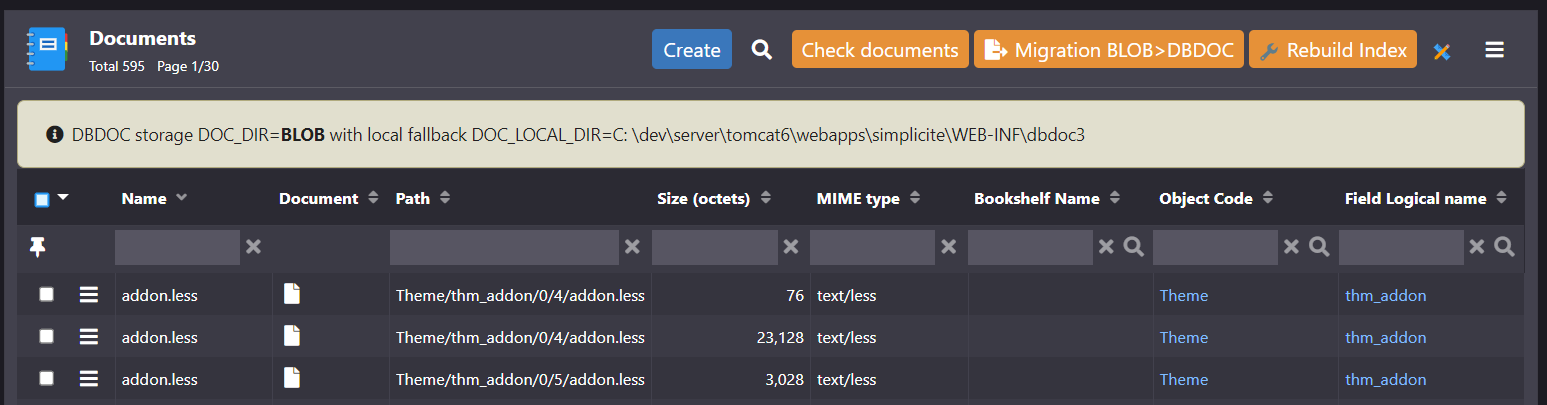 Documents
Total 595 Page 1/30
Create
Check documents
Migration BLOB>DBDOC
Rebuild Index
DBDOC storage DOC_DIR=BLOB with local fallback DOC_LOCAL_DIR=C: \dev\server\tomcat6\webapps\simplicite\WEB-INF\dbdoc3
Name Document Path Size (octets) MIME type Bookshelf Name Object Code Field Logical name
addon.less Theme/thm_addon/0/4/addon.less 76 text/less Theme thm_addon
addon.less Theme/thm_addon/0/4/addon.less 23,128 text/less Theme thm_addon
addon.less Theme/thm_addon/0/5/addon.less 3,028 text/less Theme thm_addon